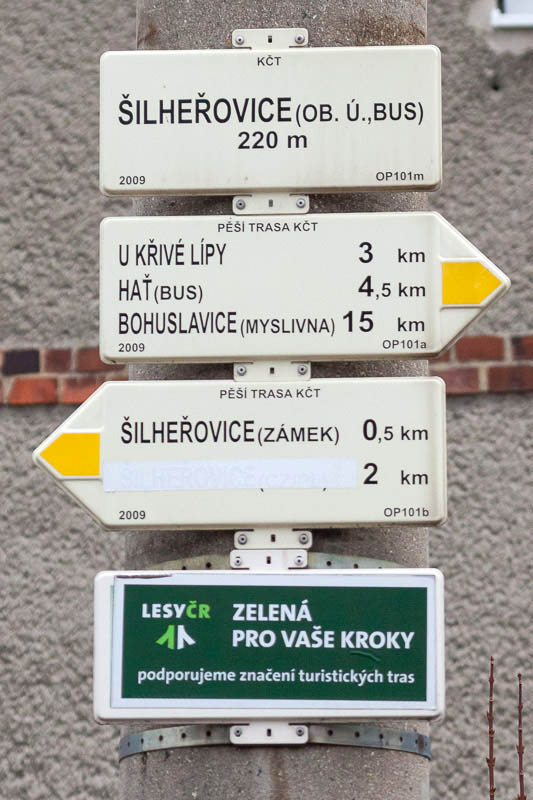 KČT
ŠILHEŘOVICE (OB. Ú.,BUS)
220 m
2009 OP101m
PĚŠÍ TRASA KČT
U KŘIVÉ LÍPY 3 km
HAŤ (BUS) 4,5 km
BOHUSLAVICE (MYSLIVNA) 15 km
2009 OP101a
PĚŠÍ TRASA KČT
ŠILHEŘOVICE (ZÁMEK) 0,5 km
ŠILHEŘOVICE 2 km
2009 OP101b
LESYČR ZELENÁ
PRO VAŠE KROKY
podporujeme značení turistických tras